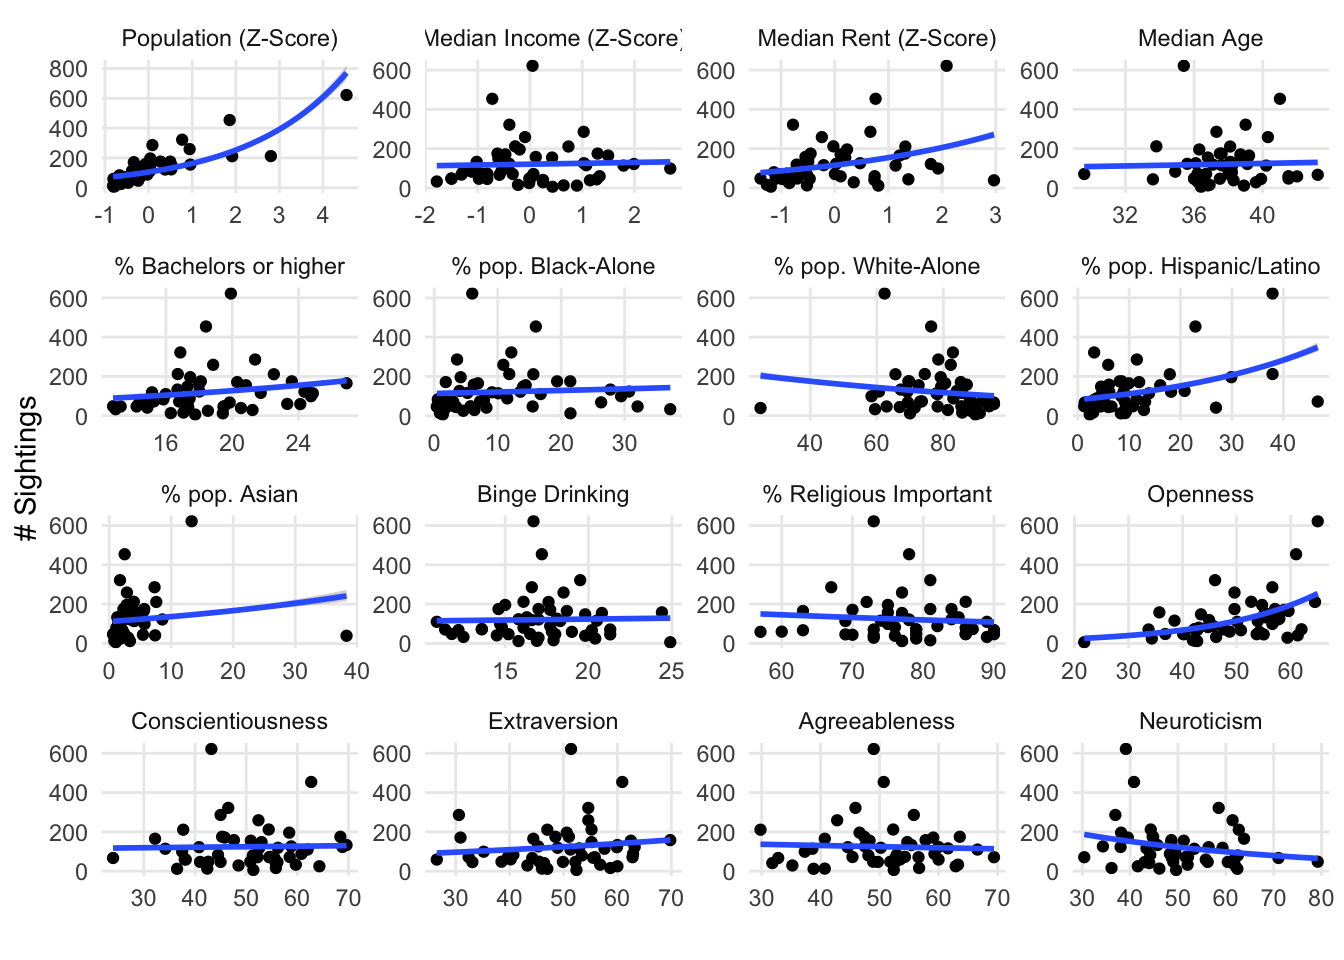 Population (Z-Score) Median Income (Z-Score) Median Rent (Z-Score) Median Age
800
600 600 600 600
400 400 400 400
200 200 200 200
0 0 0 0
-1 0 1 2 3 4 -2 -1 0 1 2 -1 0 1 2 3 32 36 40
% Bachelors or higher % pop. Black-Alone % pop. White-Alone % pop. Hispanic/Latino
600 600 600 600
400 400 400 400
200 200 200 200
0 0 0 0
16 20 24 0 10 20 30 40 60 80 0 10 20 30 40
# Sightings
% pop. Asian Binge Drinking % Religious Important Openness
600 600 600 600
400 400 400 400
200 200 200 200
0 0 0 0
0 10 20 30 40 15 20 25 60 70 80 90 20 30 40 50 60
Conscientiousness Extraversion Agreeableness Neuroticism
600 600 600 600
400 400 400 400
200 200 200 200
0 0 0 0
30 40 50 60 70 30 40 50 60 70 30 40 50 60 70 30 40 50 60 70 80